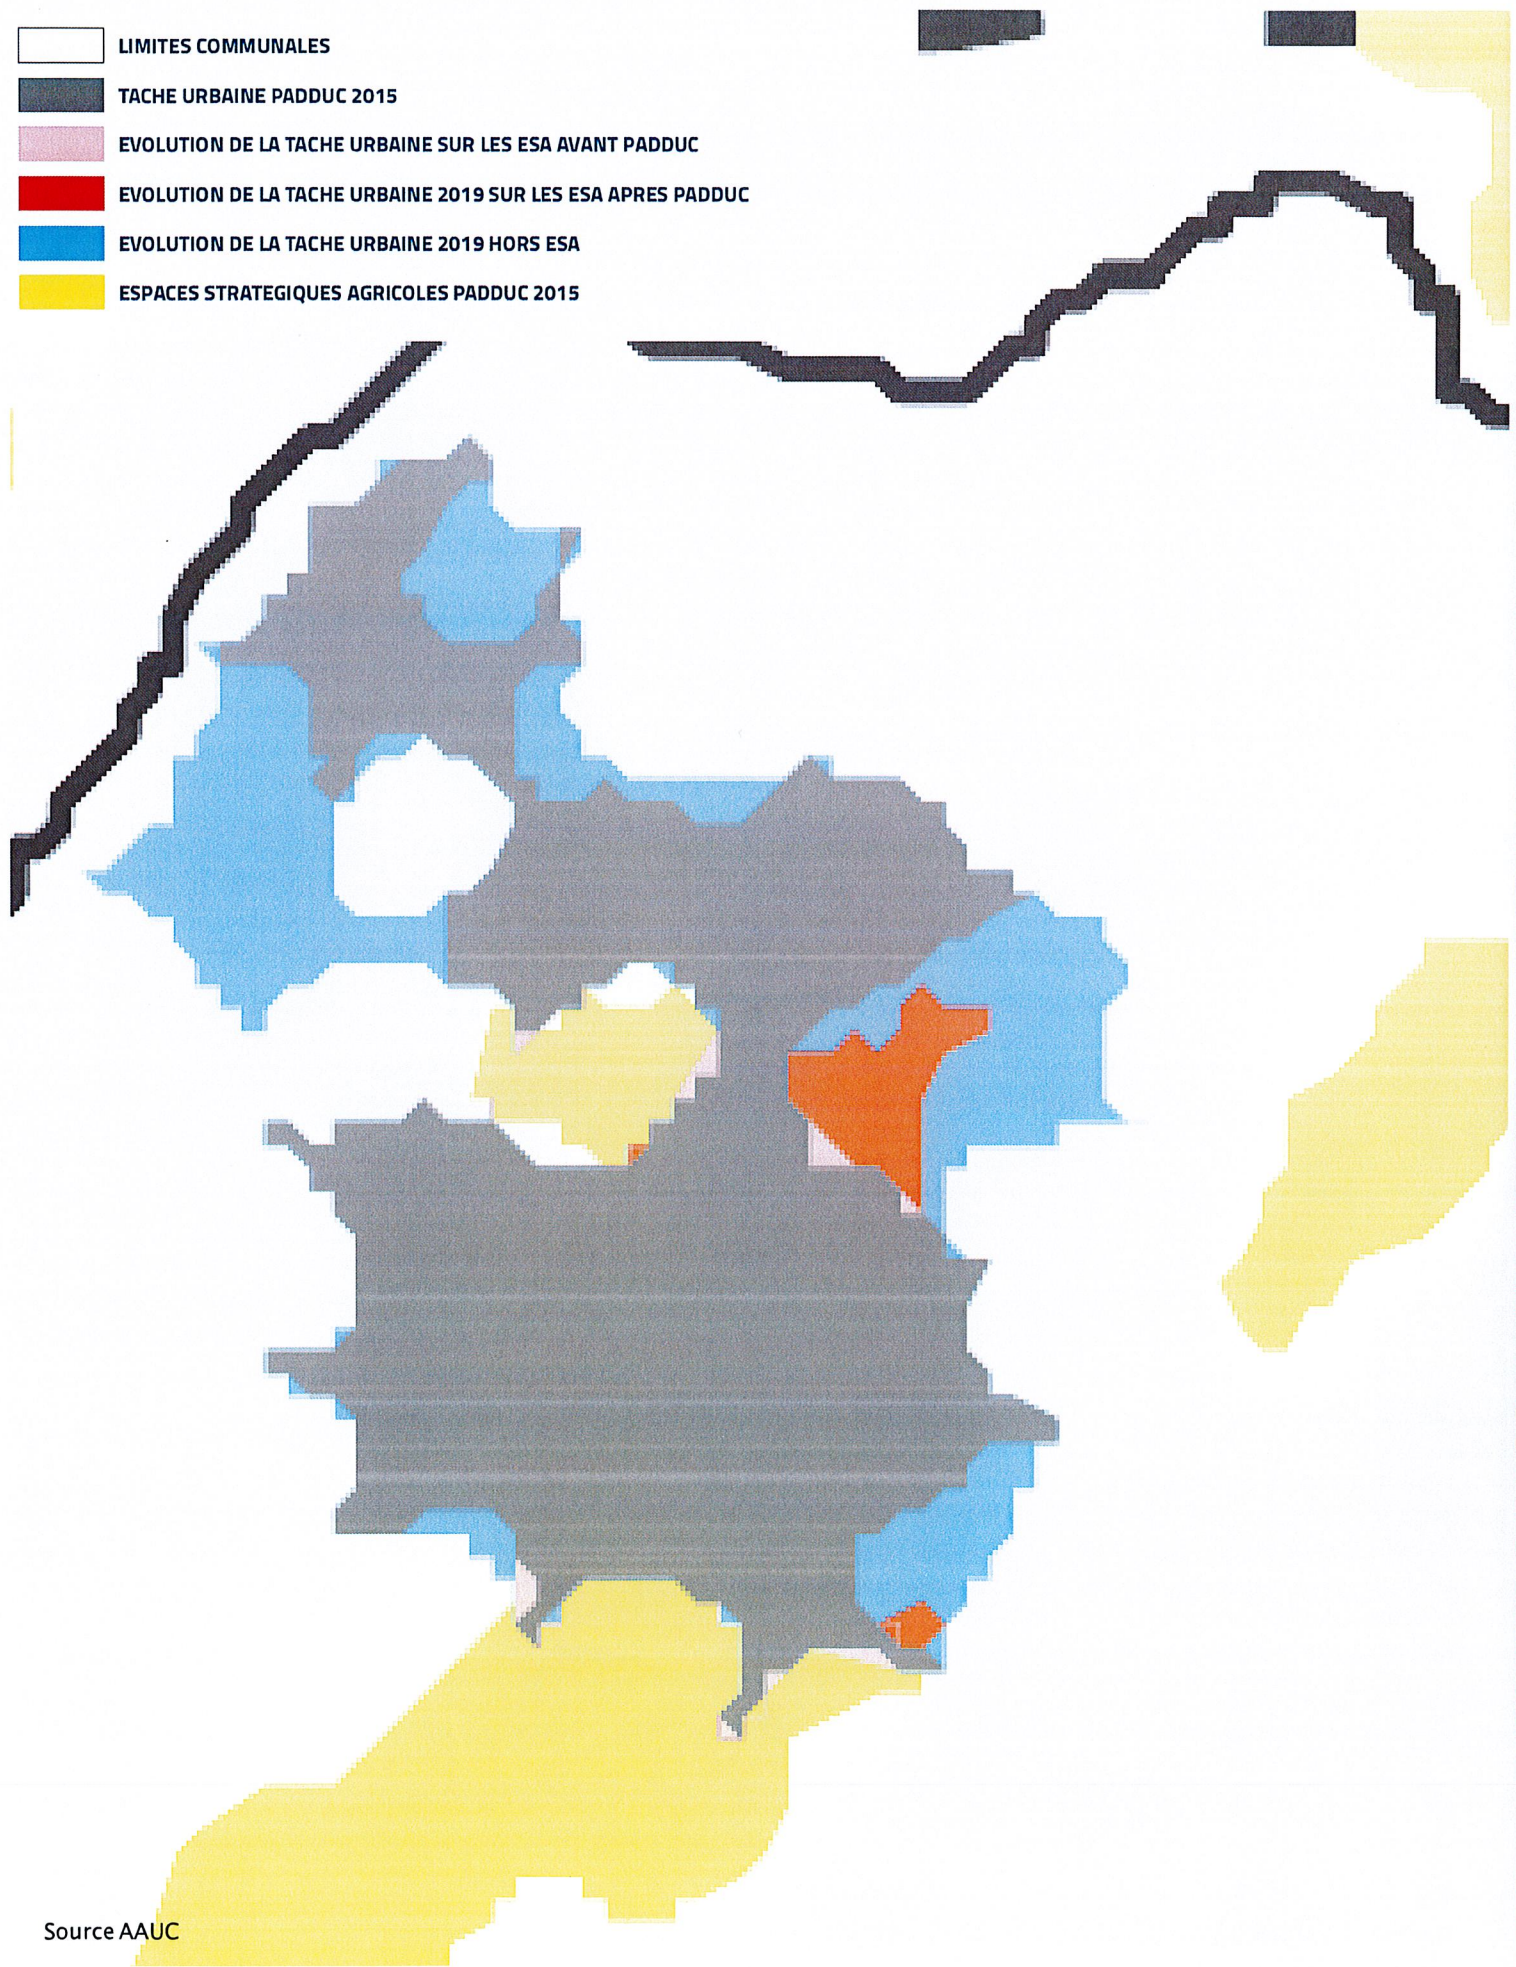 LIMITES COMMUNALES
TACHE URBAINE PADDUC 2015
EVOLUTION DE LA TACHE URBAINE SUR LES ESA AVANT PADDUC
EVOLUTION DE LA TACHE URBAINE 2019 SUR LES ESA APRES PADDUC
EVOLUTION DE LA TACHE URBAINE 2019 HORS ESA
ESPACES STRATEGIQUES AGRICOLES PADDUC 2015
Source AAUC